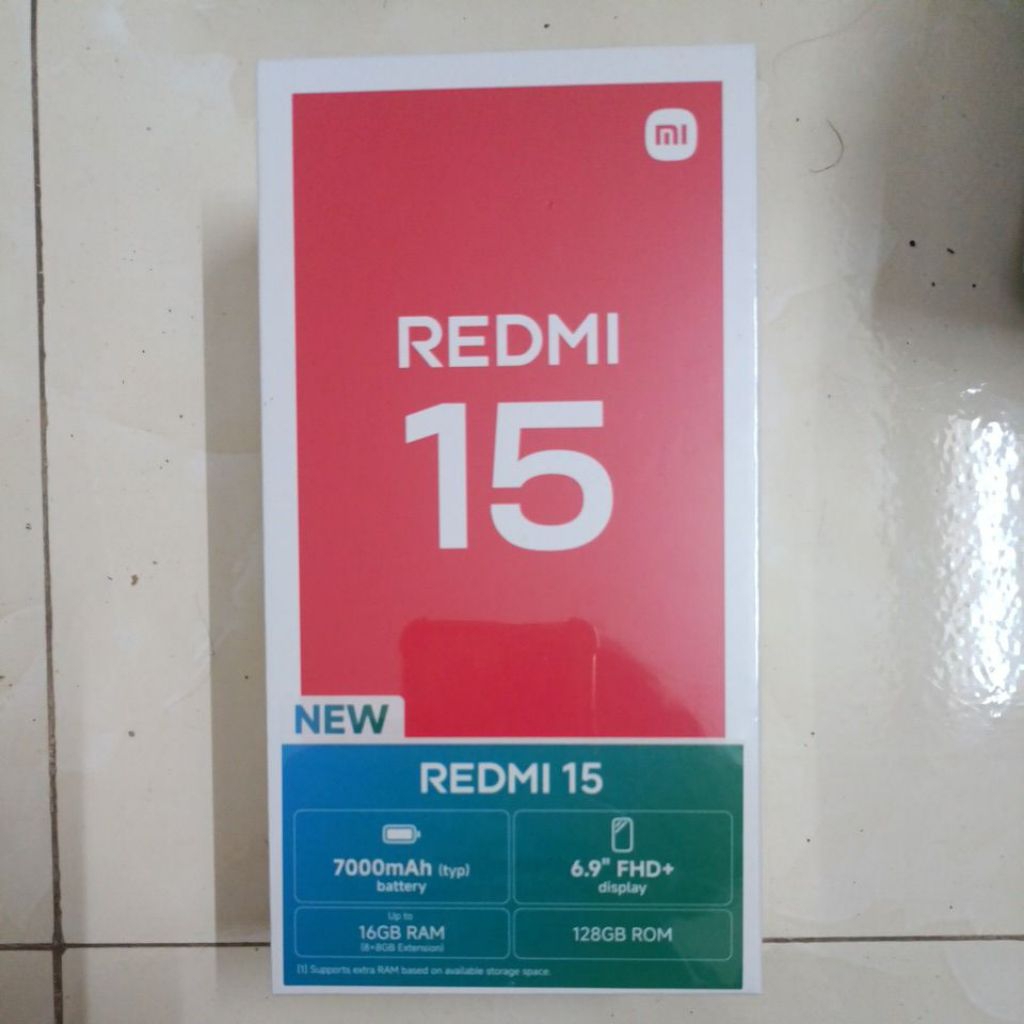 mi
REDMI
15
NEW
REDMI 15
7000mAh (typ)
battery
6.9" FHD+
display
Up to
16GB RAM
(8+8GB Extension)
128GB ROM
[1] Supports extra RAM based on available storage space.